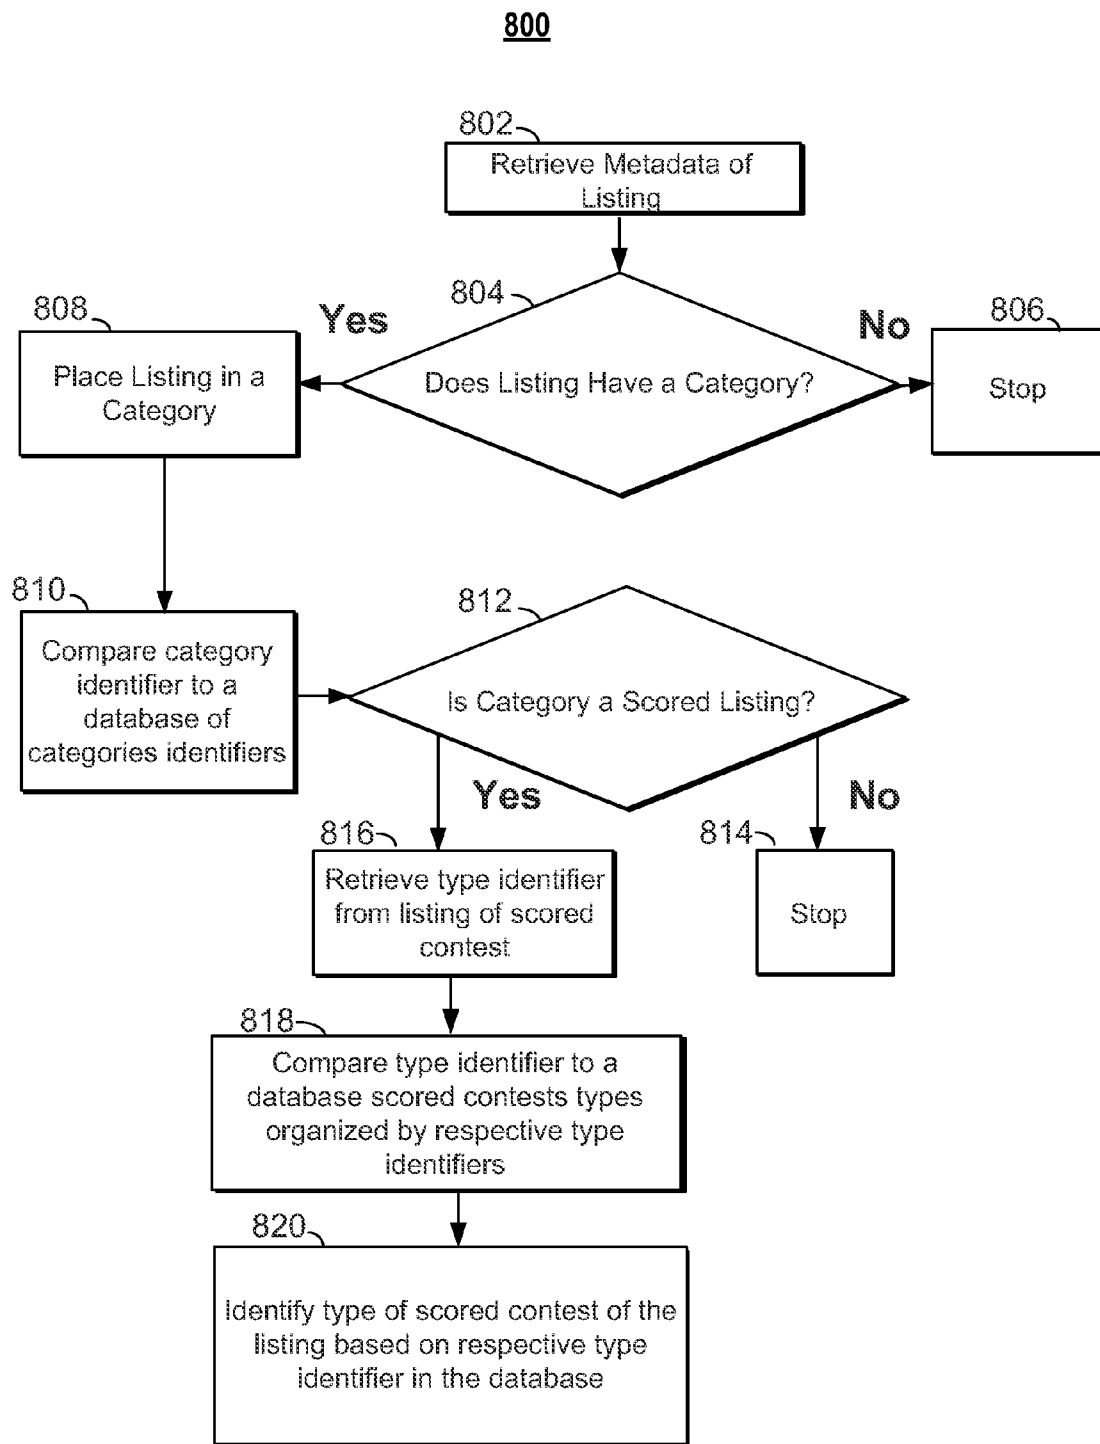 800
802
Retrieve Metadata of
Listing
804
Does Listing Have a Category?
Yes
No
806
Stop
808
Place Listing in a
Category
810
Compare category
identifier to a
database of
categories identifiers
812
Is Category a Scored Listing?
Yes
No
814
Stop
816
Retrieve type identifier
from listing of scored
contest
818
Compare type identifier to a
database scored contests types
organized by respective type
identifiers
820
Identify type of scored contest of the
listing based on respective type
identifier in the database